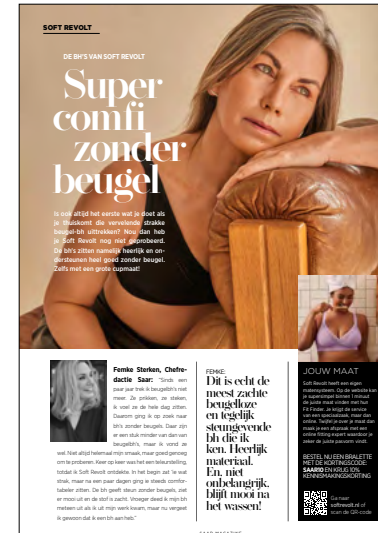 SOFT REVOLT
DE BH'S VAN SOFT REVOLT
Super
comfi
zonder
beugel
Is ook altijd het eerste wat je doet als
je thuiskomt die vervelende strakke
beugel-bh uittrekken? Nou dan heb
je Soft Revolt nog niet geprobeerd.
De bh's zitten namelijk heerlijk en on-
dersteunen heel goed zonder beugel.
Zelfs met een grote cupmaat!
Femke Sterken, Chefre-
dactie Saar: "Sinds een
paar jaar trek ik beugelbh's niet
meer. Ze prikken, ze steken,
ik voel ze de hele dag zitten.
Daarom ging ik op zoek naar
bh's zonder beugels. Daar zijn
er een stuk minder van dan van
beugelbh's, maar ik vond ze
wel. Niet altijd helemaal mijn smaak, maar goed genoeg
om te proberen. Keer op keer was het een teleurstelling,
totdat ik Soft Revolt ontdekte. In het begin zat 'ie wat
strak, maar na een paar dagen ging ie steeds comfor-
tabeler zitten. De bh geeft steun zonder beugels, ziet
er mooi uit en de stof is zacht. Vroeger deed ik mijn bh
meteen uit als ik uit mijn werk kwam, maar nu vergeet
ik gewoon dat ik een bh aan heb."
FEMKE:
Dit is echt de
meest zachte
beugelloze
en tegelijk
steungevende
bh die ik
ken. Heerlijk
materiaal.
En, niet
onbelangrijk,
blijft mooi na
het wassen!
JOUW MAAT
Soft Revolt heeft een eigen
matensysteem. Op de website kan
je supersimpel binnen 1 minuut
de juiste maat vinden met hun
Fit Finder. Je krijgt de service
van een speciaalzaak, maar dan
online. Twijfel je over je maat dan
maak je een afspraak met een
online fitting expert waardoor je
zeker de juiste pasvorm vindt.
BESTEL NU EEN BRALETTE
MET DE KORTINGSCODE:
SAAR10 EN KRIJG 10%
KENNISMAKINGSKORTING
Ga naar
softrevolt.nl of
scan de QR-code